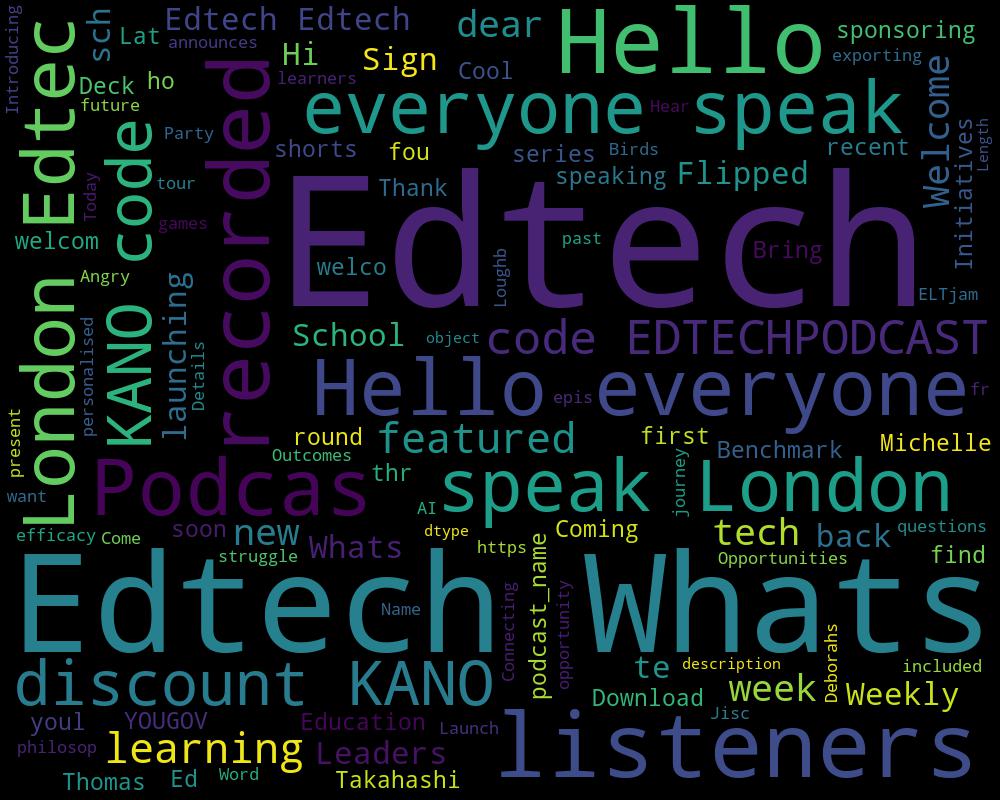 Introducing
Edtec
sch
Lat
Edtech Edtech
announces
dear
Hello
sponsoring
exporting
Hi
Sign
Cool
learners
Deck
ho
future
code
Party
recorded
everyone speak
Hear
Welcome
Initiatives
Length
shorts
fou
series
Birds
recent
speaking
Flipped
Thank
Today
tour
games
welcom
Edtech
past
Bring
welco
Loughb
ELTjam
Angry
London
KANO
launching
personalised
Details
School
object
code EDTECHPODCAST
Hello everyone
epis
fr
present
round
featured
first
Benchmark
Michelle
Outcomes
Podcas
thr
speak
journey
London
want
AI
efficacy
Come
soon
new
dtype
Coming
tech
back
questions
struggle
Whats
https
Opportunities
find
Edtech
Name
Connecting
podcast_name
opportunity
Whats
discount KANO
te
description
Deborahs
included
Download
week
Weekly
youl
YOUGOV
Education
Launch
Jisc
listeners
philosop
learning
Leaders
Thomas
Ed
Word
Takahashi